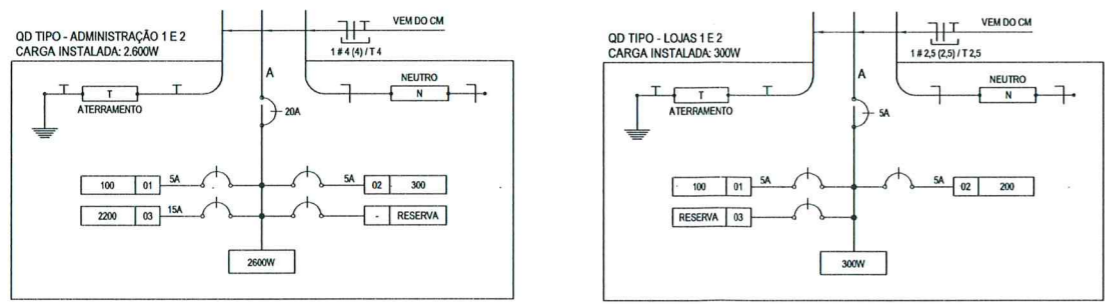 QD TIPO - ADMINISTRAÇÃO 1 E 2
CARGA INSTALADA: 2.600W
VEM DO CM
T
1 # 4 (4) / T 4
A
NEUTRO
T
T
T
N
ATERRAMENTO
20A
100 01 5A
5A 02 300
2200 03 15A
- RESERVA
2600W
QD TIPO - LOJAS 1 E 2
CARGA INSTALADA: 300W
VEM DO CM
T
1 # 2,5 (2,5) / T 2,5
A
NEUTRO
T
T
T
N
ATERRAMENTO
5A
100 01 5A
5A 02 200
RESERVA 03
300W